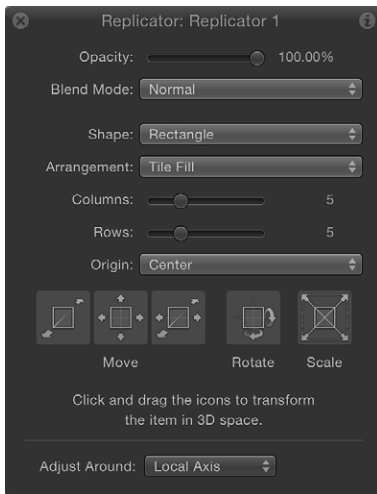 Replicator: Replicator 1
Opacity: 100.00%
Blend Mode: Normal
Shape: Rectangle
Arrangement: Tile Fill
Columns: 5
Rows: 5
Origin: Center
Move Rotate Scale
Click and drag the icons to transform
the item in 3D space.
Adjust Around: Local Axis